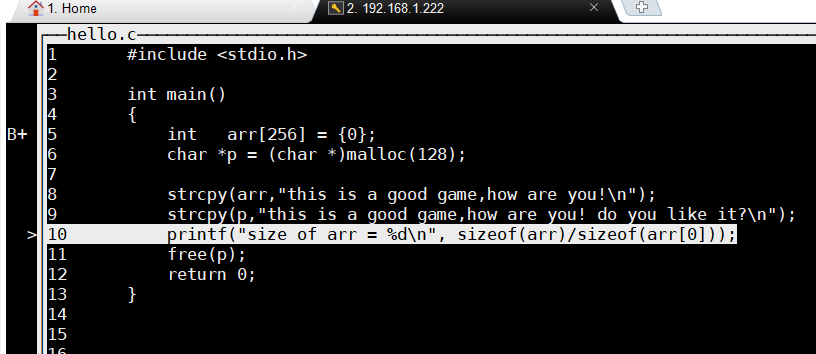 1. Home
2. 192.168.1.222
hello.c
1 #include <stdio.h>
2
3 int main()
4 {
B+ 5 int   arr[256] = {0};
6 char *p = (char *)malloc(128);
7
8 strcpy(arr,"this is a good game,how are you!\n");
9 strcpy(p,"this is a good game,how are you! do you like it?\n");
> 10 printf("size of arr = %d\n", sizeof(arr)/sizeof(arr[0]));
11 free(p);
12 return 0;
13 }
14
15
16